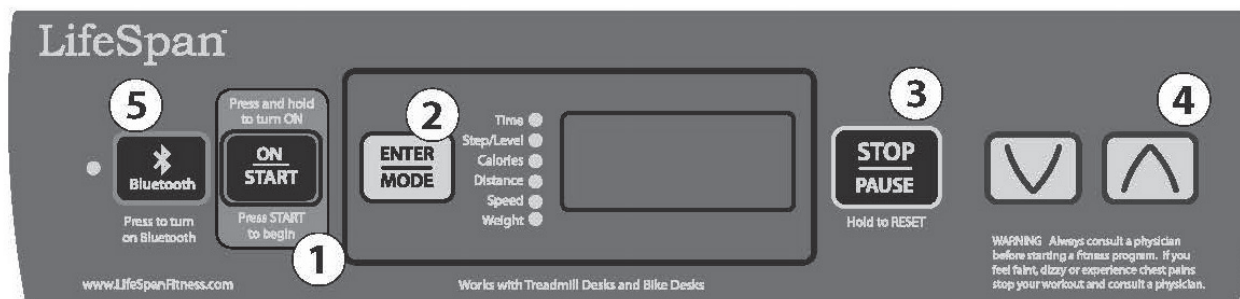 LifeSpan™
5
Bluetooth
Press to turn
on Bluetooth
Press and hold
to turn ON
ON
START
Press START
to begin
1
2
ENTER
MODE
Time
Step/Level
Calories
Distance
Speed
Weight
3
STOP
PAUSE
Hold to RESET
4
WARNING Always consult a physician
before starting a fitness program. If you
feel faint, dizzy or experience chest pains
stop your workout and consult a physician.
www.LifeSpanFitness.com
Works with Treadmill Desks and Bike Desks